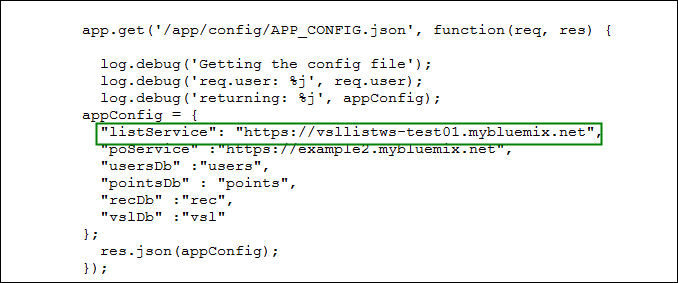 app.get('/app/config/APP_CONFIG.json', function(req, res) {
log.debug('Getting the config file');
log.debug('req.user: %j', req.user);
log.debug('returning: %j', appConfig);
appConfig = {
"listService": "https://vsllistws-test01.mybluemix.net",
"poService" :"https://example2.mybluemix.net",
"usersDb" :"users",
"pointsDb" : "points",
"recDb" :"rec",
"vslDb" :"vsl"
};
res.json(appConfig);
});